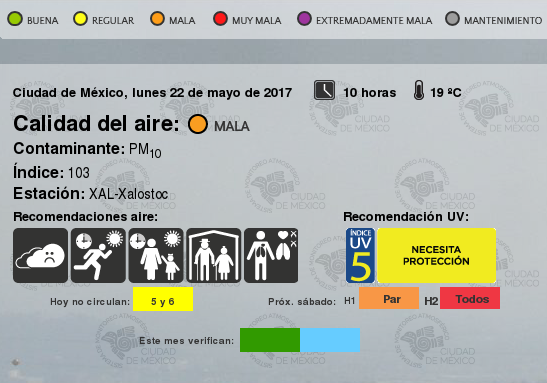 BUENA REGULAR MALA MUY MALA EXTREMADAMENTE MALA MANTENIMIENTO
Ciudad de México, lunes 22 de mayo de 2017 10 horas 19 ºC
Calidad del aire: MALA
Contaminante: PM10
Índice: 103
Estación: XAL-Xalostoc
Recomendaciones aire: Recomendación UV:
ÍNDICE
UV
5
NECESITA
PROTECCIÓN
Hoy no circulan: 5 y 6 Próx. sábado: H1 Par H2 Todos
Este mes verifican: